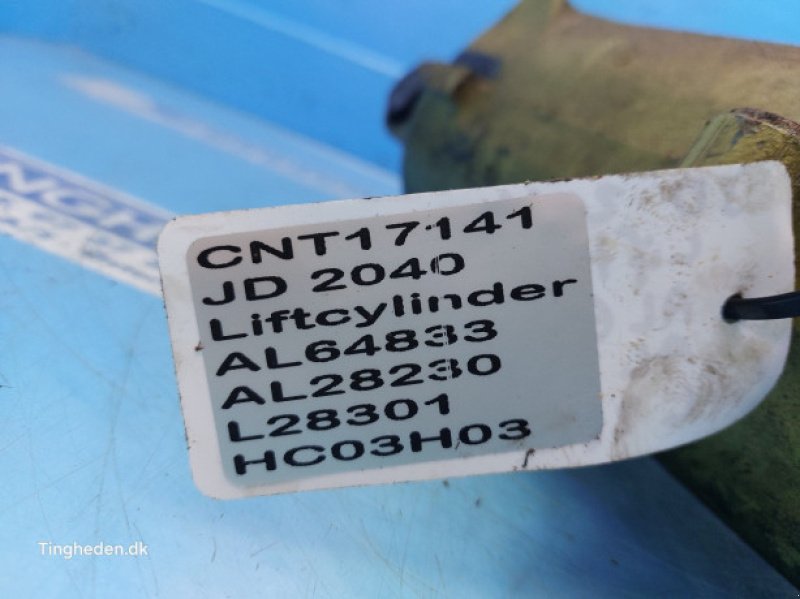 CNT17141
JD 2040
Liftcylinder
AL64833
AL28230
L28301
HC03H03
Tingheden.dk